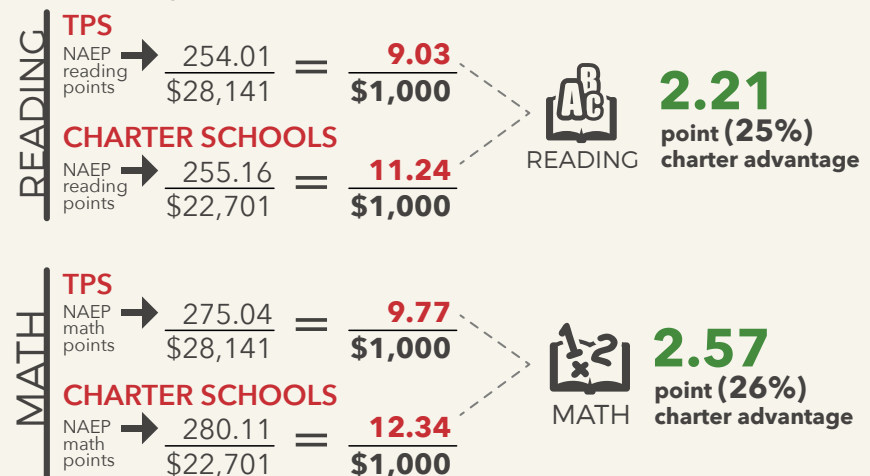 READING
TPS
NAEP
reading
points
254.01
$28,141
=
9.03
$1,000
CHARTER SCHOOLS
NAEP
reading
points
255.16
$22,701
=
11.24
$1,000
A B C
READING
2.21
point (25%)
charter advantage
MATH
TPS
NAEP
math
points
275.04
$28,141
=
9.77
$1,000
CHARTER SCHOOLS
NAEP
math
points
280.11
$22,701
=
12.34
$1,000
1 2
x
MATH
2.57
point (26%)
charter advantage